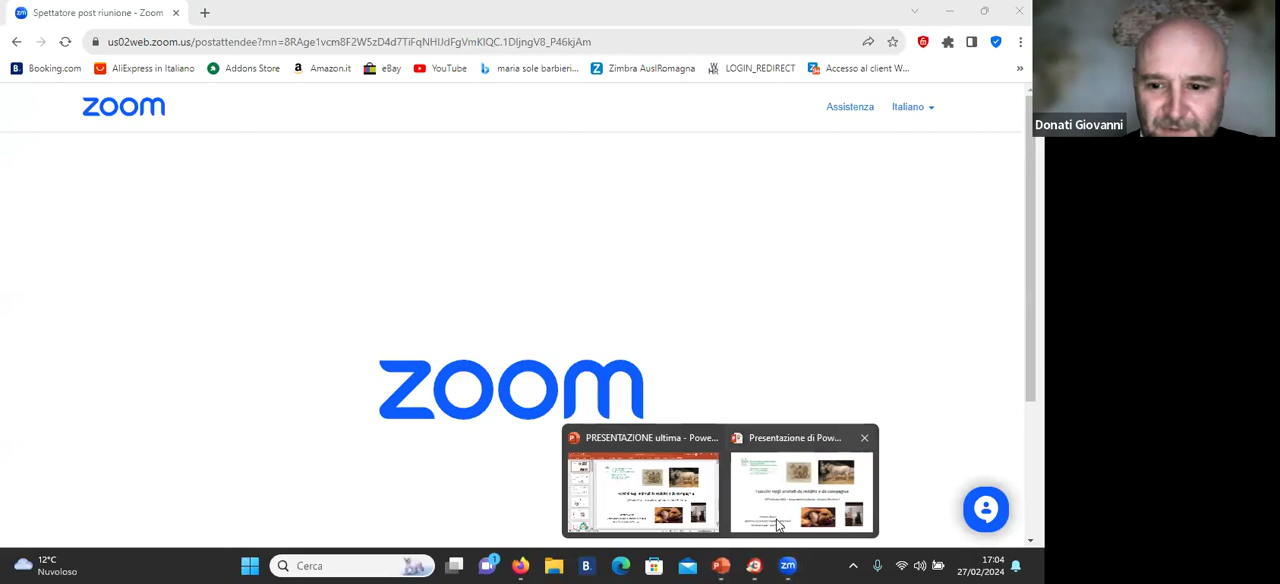 Spettatore post riunione - Zoom
us02web.zoom.us/postattendee?mn=8RAge1vcm8F2W5zD4d7TiFqNHIJdFgVmKlQC.1DIjngV8_P46kjAm
Booking.com AliExpress in Italiano Addons Store Amazon.it eBay YouTube maria sole barbieri... Zimbra AuslRomagna LOGIN_REDIRECT Accesso al client W... »
zoom Assistenza Italiano
Donati Giovanni
zoom
PRESENTAZIONE ultima - Powe... Presentazione di Pow...
12°C
Nuvoloso
Cerca
17:04
27/02/2024